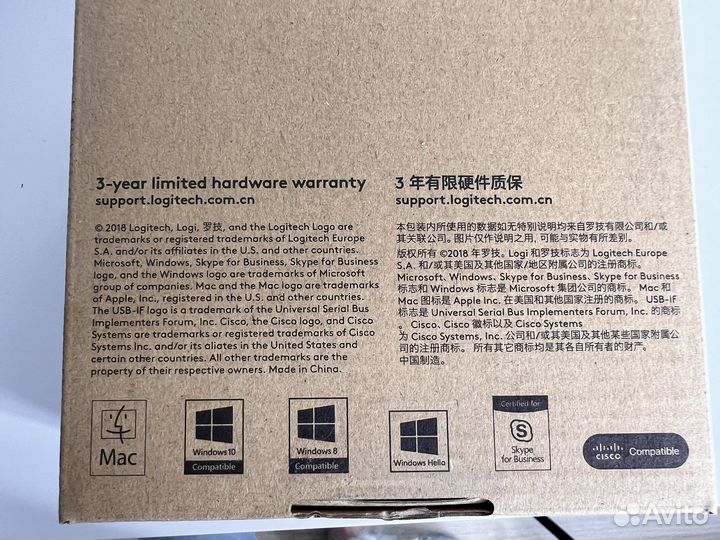 3-year limited hardware warranty
support.logitech.com.cn
© 2018 Logitech, Logi, 罗技, and the Logitech Logo are
trademarks or registered trademarks of Logitech Europe
S.A. and/or its affiliates in the U.S. and other countries.
Microsoft, Windows, Skype for Business, Skype for Business
logo, and the Windows logo are trademarks of Microsoft
group of companies. Mac and the Mac logo are trademarks
of Apple, Inc., registered in the U.S. and other countries.
The USB-IF logo is a trademark of the Universal Serial Bus
Implementers Forum, Inc. Cisco, the Cisco logo, and Cisco
Systems are trademarks or registered trademarks of Cisco
Systems Inc. and/or its aliates in the United States and
certain other countries. All other trademarks are the
property of their respective owners. Made in China.
3 年有限硬件质保
support.logitech.com.cn
本包装内所使用的数据如无特别说明均来自罗技有限公司和/或
其关联公司。图片仅作说明之用，可能与实物有所差别。
版权所有 ©2018 年罗技。Logi 和罗技标志为 Logitech Europe
S.A. 和/或其美国及其他国家/地区附属公司的注册商标。
Microsoft、Windows、Skype for Business、Skype for Business
标志和 Windows 标志是 Microsoft 集团公司的商标。 Mac 和
Mac 图标是 Apple Inc. 在美国和其他国家注册的商标。 USB-IF
标志是 Universal Serial Bus Implementers Forum, Inc. 的商标
。Cisco、Cisco 徽标以及 Cisco Systems
为 Cisco Systems, Inc. 公司和/或其美国及其他某些国家附属公
司的注册商标。 所有其它商标均是其各自所有者的财产。
中国制造。
Mac
Windows 10
Compatible
Windows 8
Compatible
Windows Hello
Certified for
Skype
for Business
CISCO
Compatible
Avito